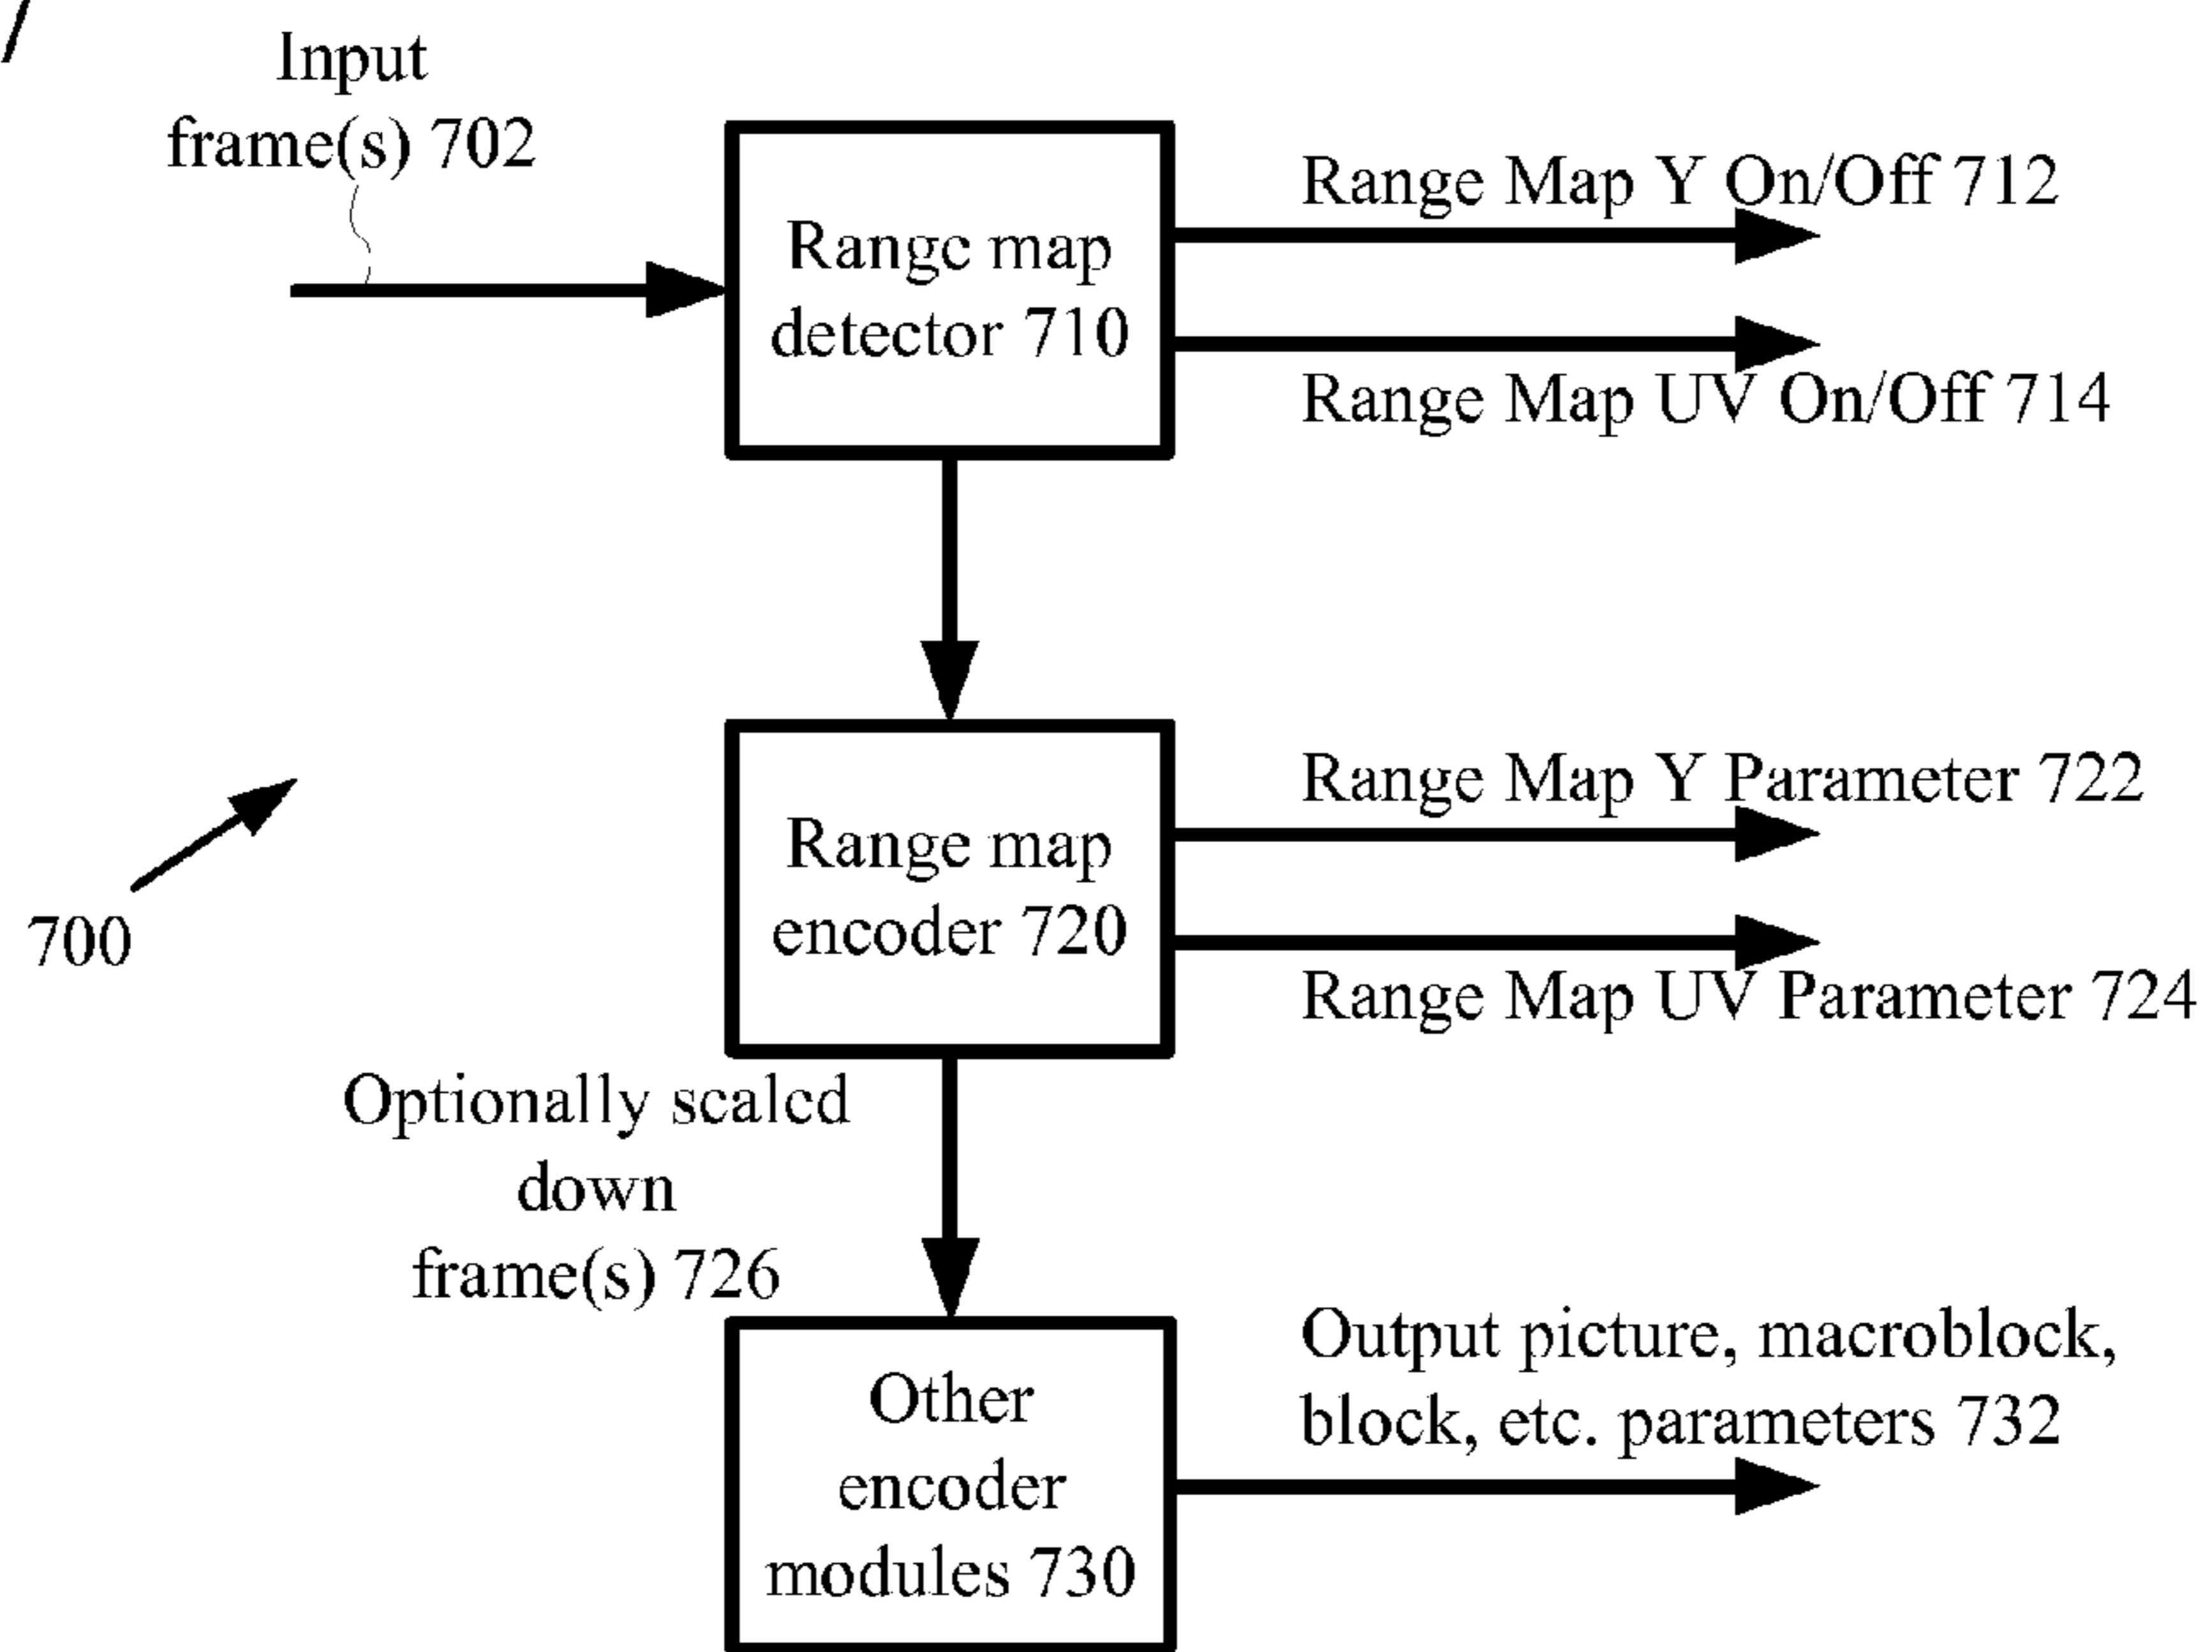 Input
frame(s) 702
Range map
detector 710
Range Map Y On/Off 712
Range Map UV On/Off 714
700
Range map
encoder 720
Range Map Y Parameter 722
Range Map UV Parameter 724
Optionally scaled
down
frame(s) 726
Other
encoder
modules 730
Output picture, macroblock,
block, etc. parameters 732